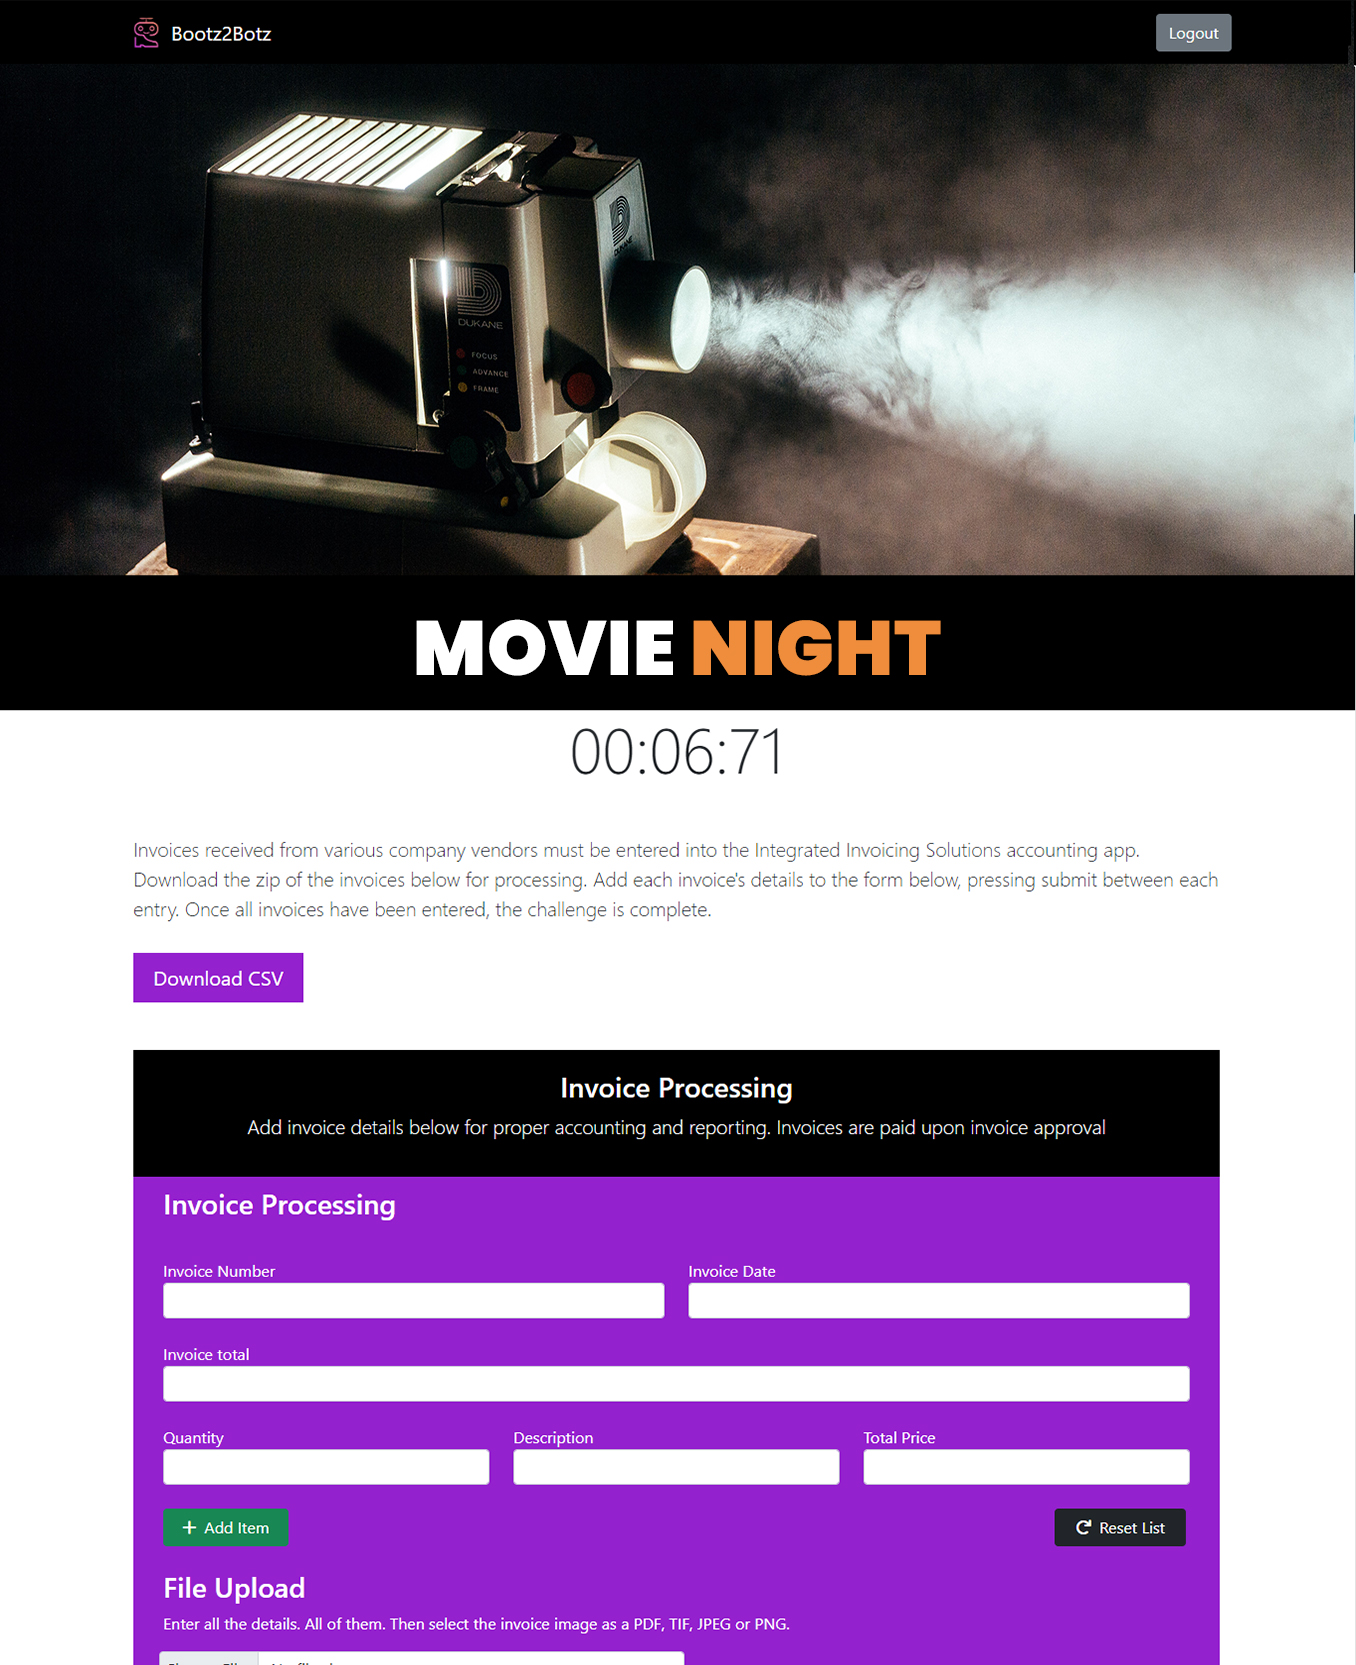 Bootz2Botz
Logout
DUKANE
DUKANE
FOCUS
ADVANCE
FRAME
MOVIE NIGHT
00:06:71
Invoices received from various company vendors must be entered into the Integrated Invoicing Solutions accounting app.
Download the zip of the invoices below for processing. Add each invoice's details to the form below, pressing submit between each
entry. Once all invoices have been entered, the challenge is complete.
Download CSV
Invoice Processing
Add invoice details below for proper accounting and reporting. Invoices are paid upon invoice approval
Invoice Processing
Invoice Number
Invoice Date
Invoice total
Quantity
Description
Total Price
+ Add Item
Reset List
File Upload
Enter all the details. All of them. Then select the invoice image as a PDF, TIF, JPEG or PNG.